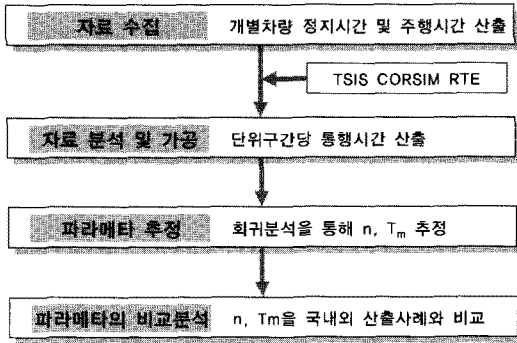 자료 수집 개별차량 정지시간 및 주행시간 산출
TSIS CORSIM RTE
자료 분석 및 가공 단위구간당 통행시간 산출
파라메타 추정 회귀분석을 통해 n, Tm 추정
파라메타의 비교분석 n, Tm을 국내외 산출사례와 비교